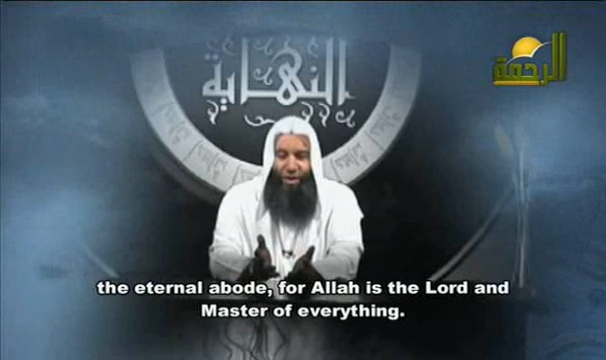 النهاية
الرحمة
the eternal abode, for Allah is the Lord and
Master of everything.